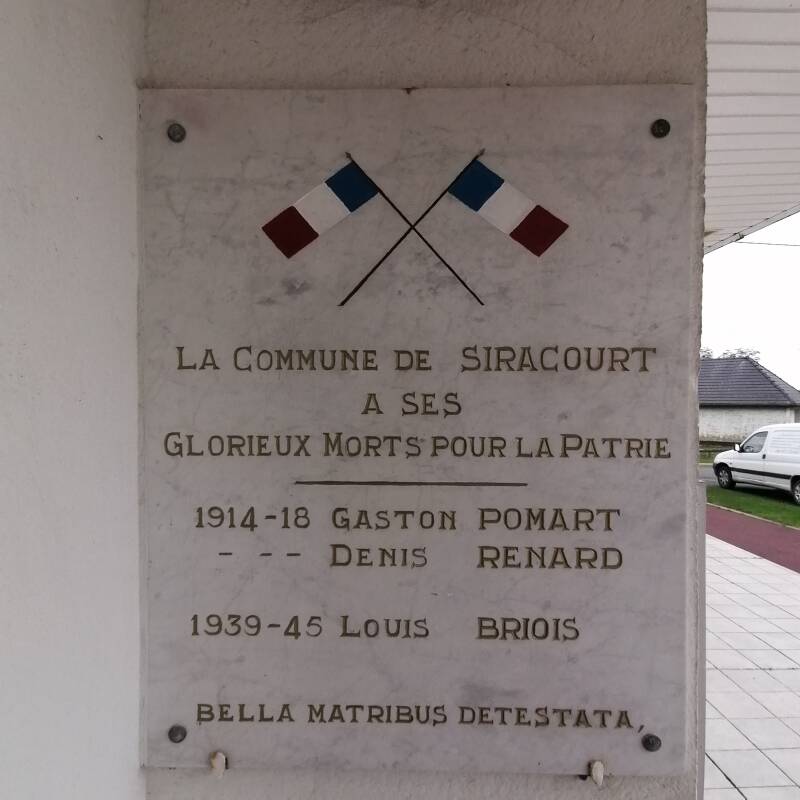 LA COMMUNE DE SIRACOURT
A SES
GLORIEUX MORTS POUR LA PATRIE
1914-18 GASTON POMART
- -- DENIS RENARD
1939-45 LOUIS BRIOIS
BELLA MATRIBUS DETESTATA,